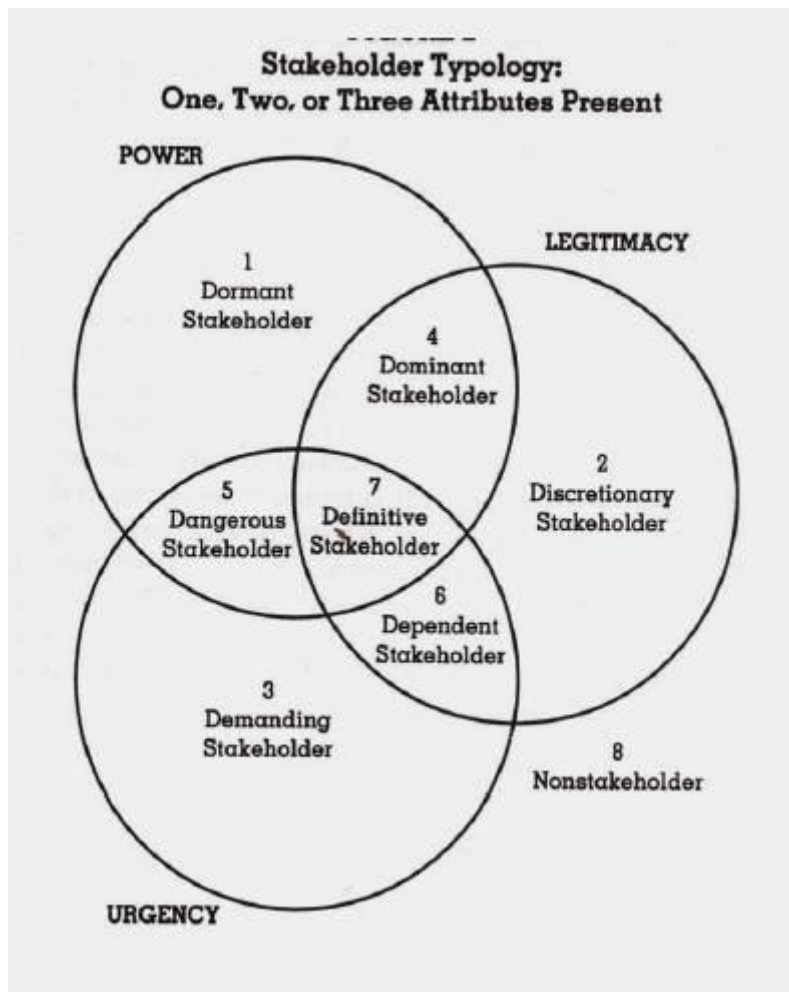 Stakeholder Typology:
One, Two, or Three Attributes Present
POWER
LEGITIMACY
1
Dormant
Stakeholder
4
Dominant
Stakeholder
2
Discretionary
Stakeholder
5
Dangerous
Stakeholder
7
Definitive
Stakeholder
6
Dependent
Stakeholder
3
Demanding
Stakeholder
8
Nonstakeholder
URGENCY